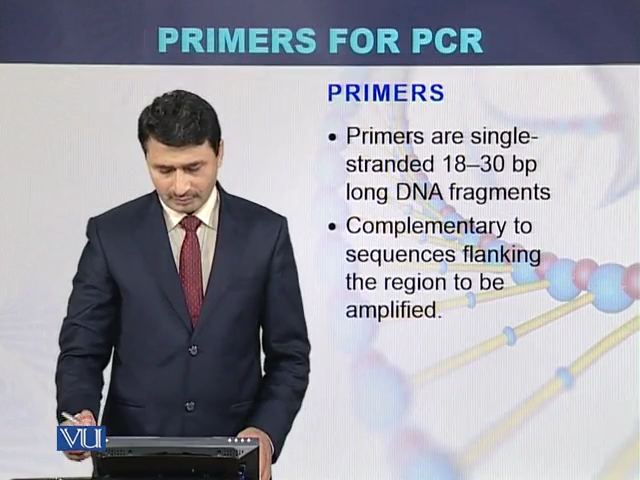 PRIMERS FOR PCR
PRIMERS
• Primers are single-
stranded 18–30 bp
long DNA fragments
• Complementary to
sequences flanking
the region to be
amplified.
VU